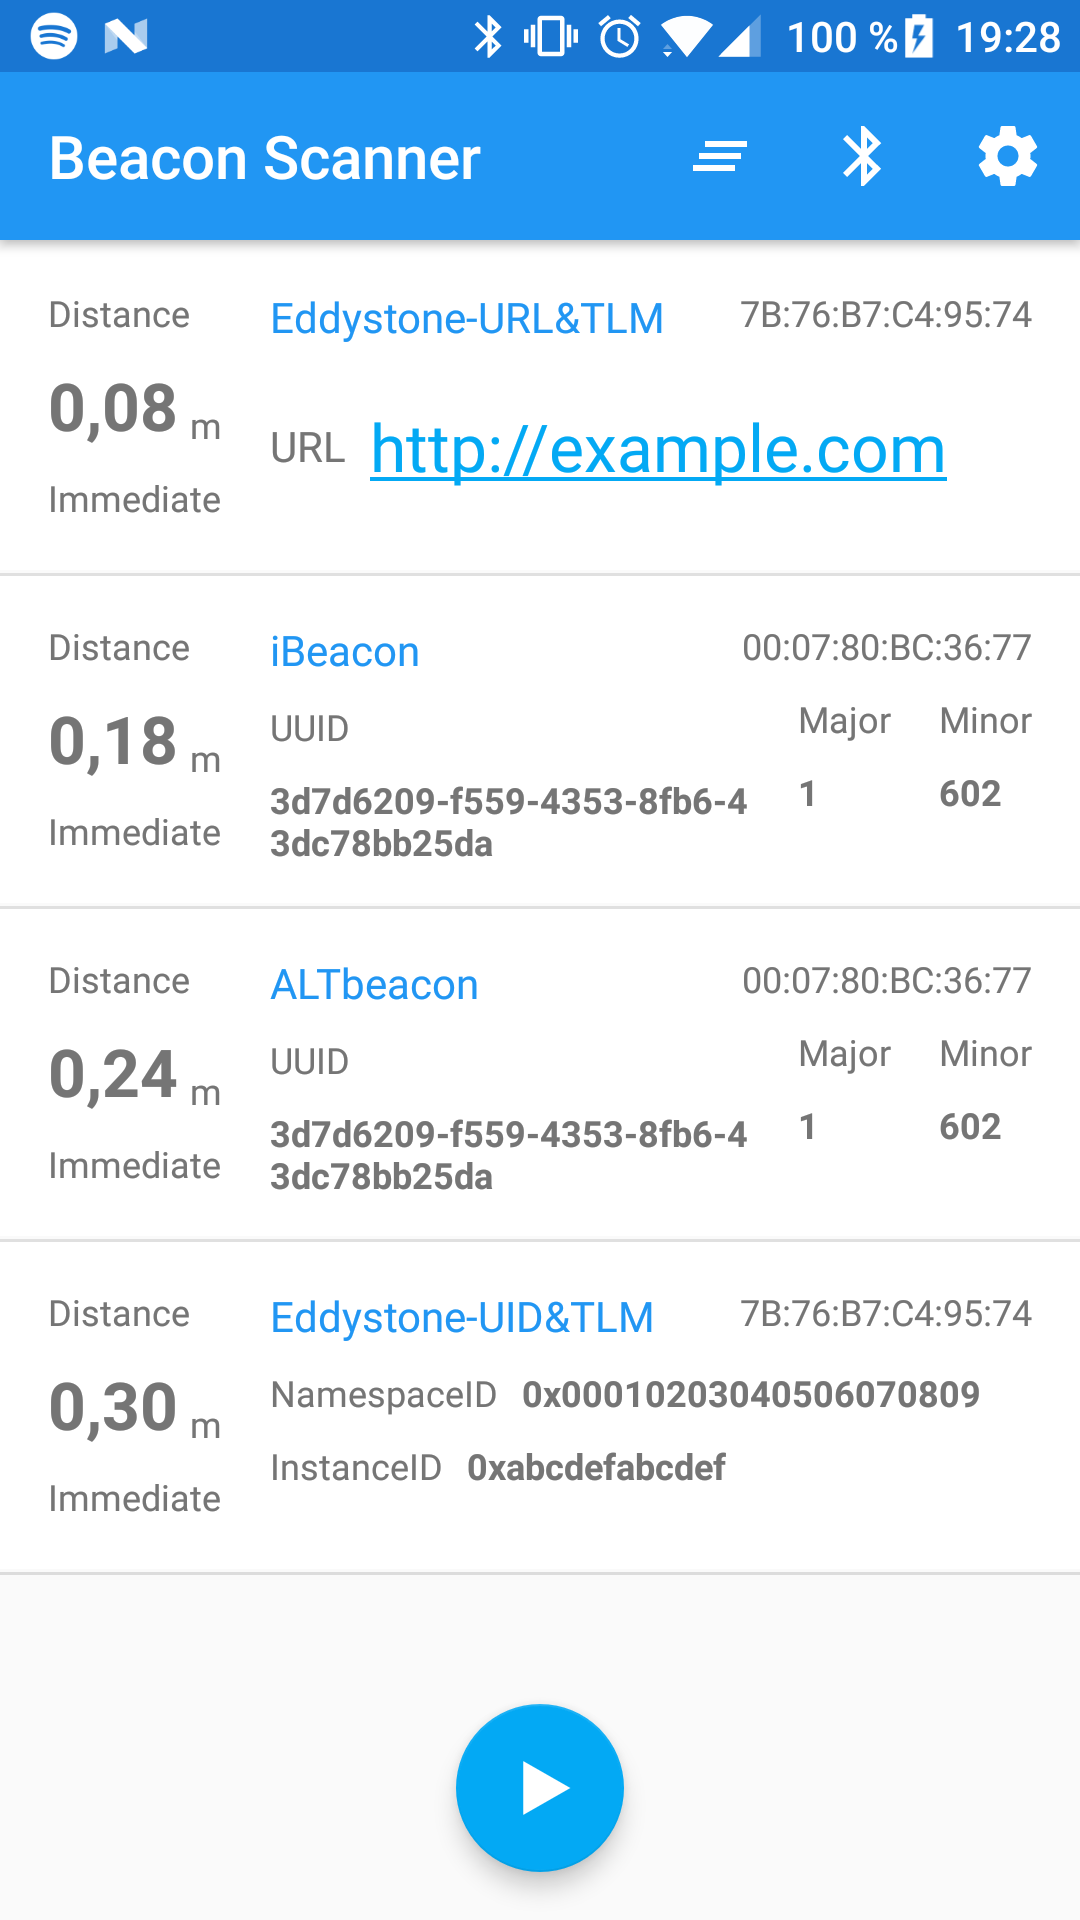 100 % 19:28
Beacon Scanner
Distance Eddystone-URL&TLM 7B:76:B7:C4:95:74
0,08 m
URL http://example.com
Immediate
Distance iBeacon 00:07:80:BC:36:77
UUID Major Minor
0,18 m
3d7d6209-f559-4353-8fb6-4 1 602
3dc78bb25da
Immediate
Distance ALTbeacon 00:07:80:BC:36:77
UUID Major Minor
0,24 m
3d7d6209-f559-4353-8fb6-4 1 602
3dc78bb25da
Immediate
Distance Eddystone-UID&TLM 7B:76:B7:C4:95:74
NamespaceID 0x00010203040506070809
0,30 m
InstanceID 0xabcdefabcdef
Immediate